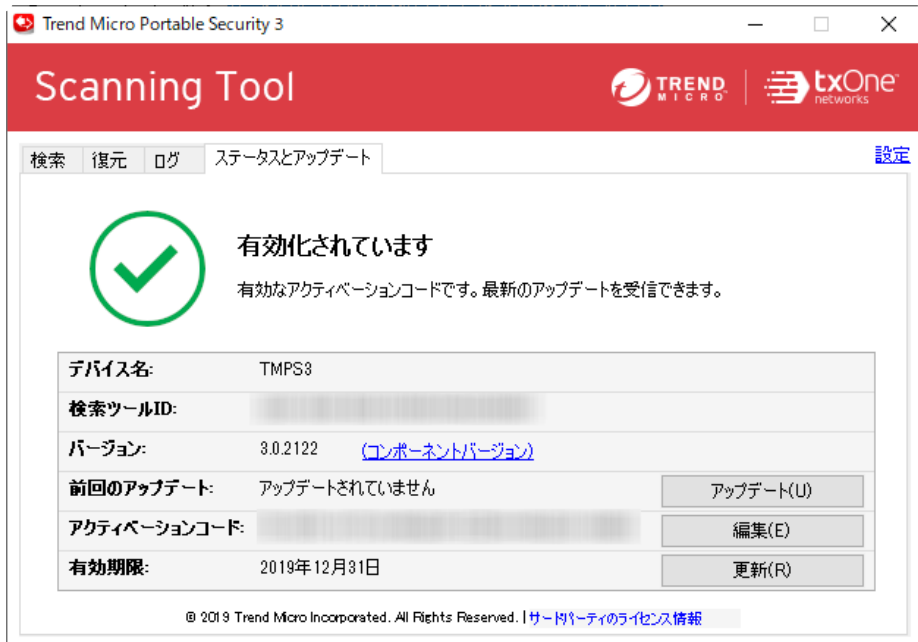 Trend Micro Portable Security 3
Scanning Tool
TREND MICRO
txOne networks
検索 復元 ログ ステータスとアップデート 設定
有効化されています
有効なアクティベーションコードです。最新のアップデートを受信できます。
デバイス名: TMPS3
検索ツールID:
バージョン: 3.0.2122 (コンポーネントバージョン)
前回のアップデート: アップデートされていません アップデート(U)
アクティベーションコード: 編集(E)
有効期限: 2019年12月31日 更新(R)
© 2019 Trend Micro Incorporated. All Rights Reserved. | サードパーティのライセンス情報